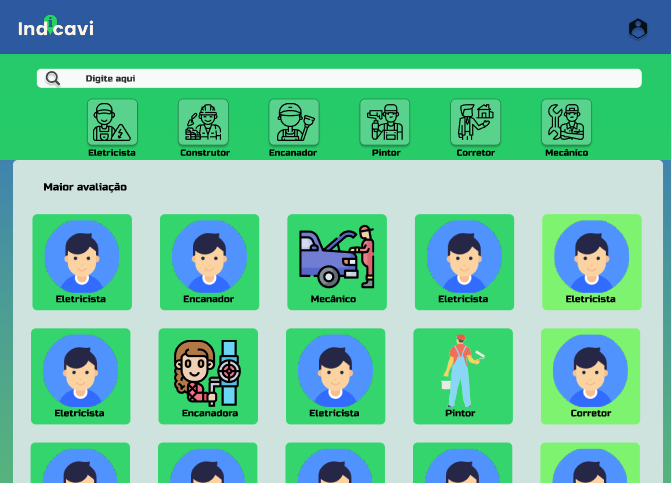 Indicavi
Digite aqui
Eletricista Construtor Encanador Pintor Corretor Mecânico
Maior avaliação
Eletricista Encanador Mecânico Eletricista Eletricista
Eletricista Encanadora Eletricista Pintor Corretor